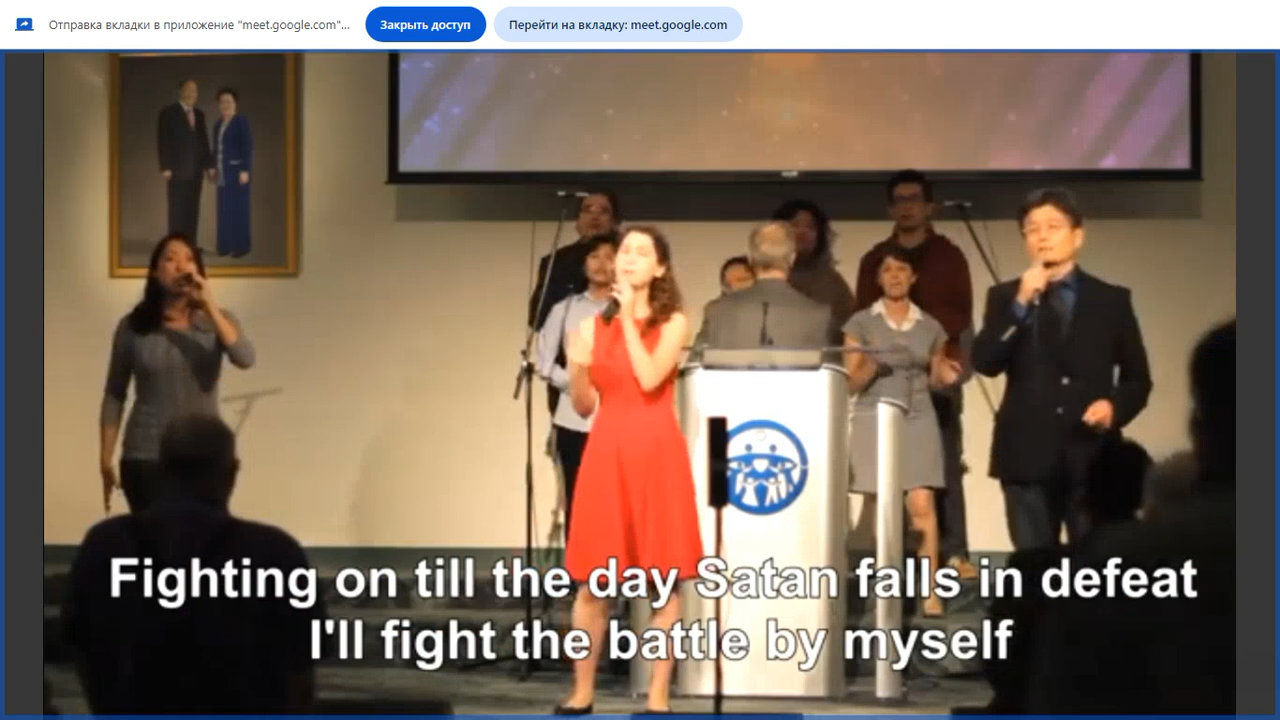 Отправка вкладки в приложение "meet.google.com"...
Закрыть доступ
Перейти на вкладку: meet.google.com
Fighting on till the day Satan falls in defeat
I'll fight the battle by myself